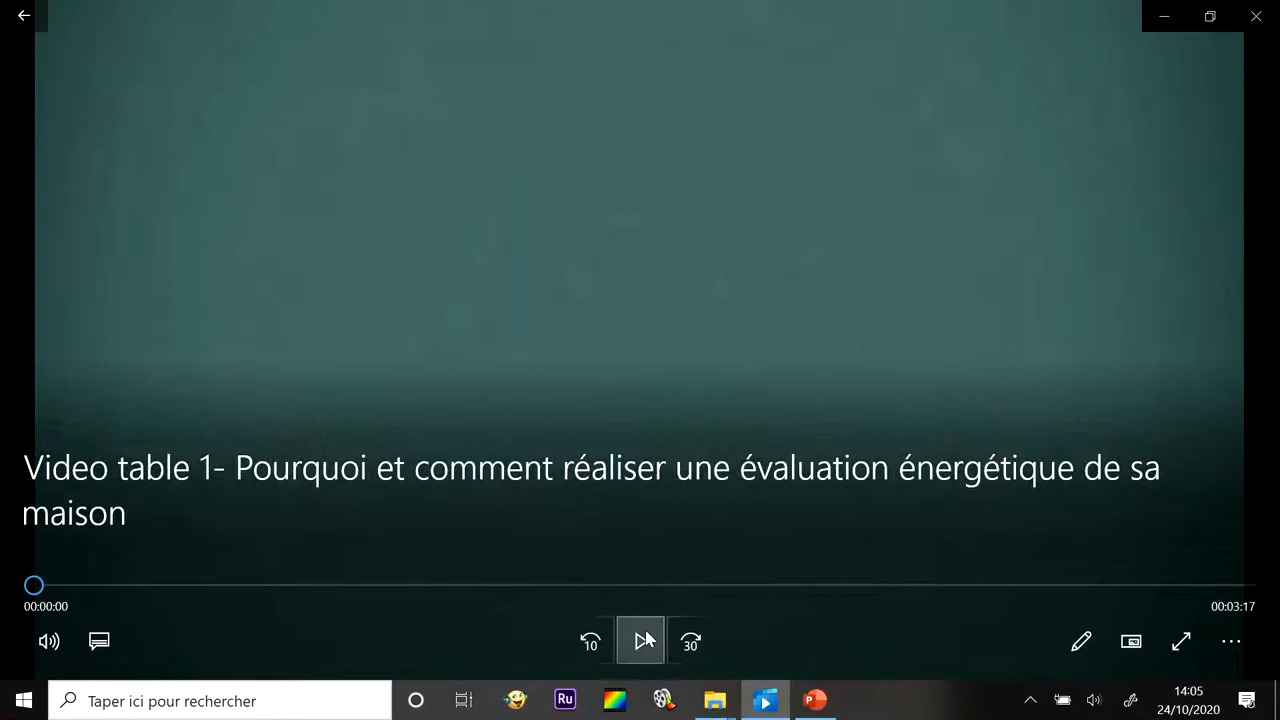 Video table 1- Pourquoi et comment réaliser une évaluation énergétique de sa
maison
00:00:00
00:03:17
10
30
Taper ici pour rechercher
Ru
P
14:05
24/10/2020